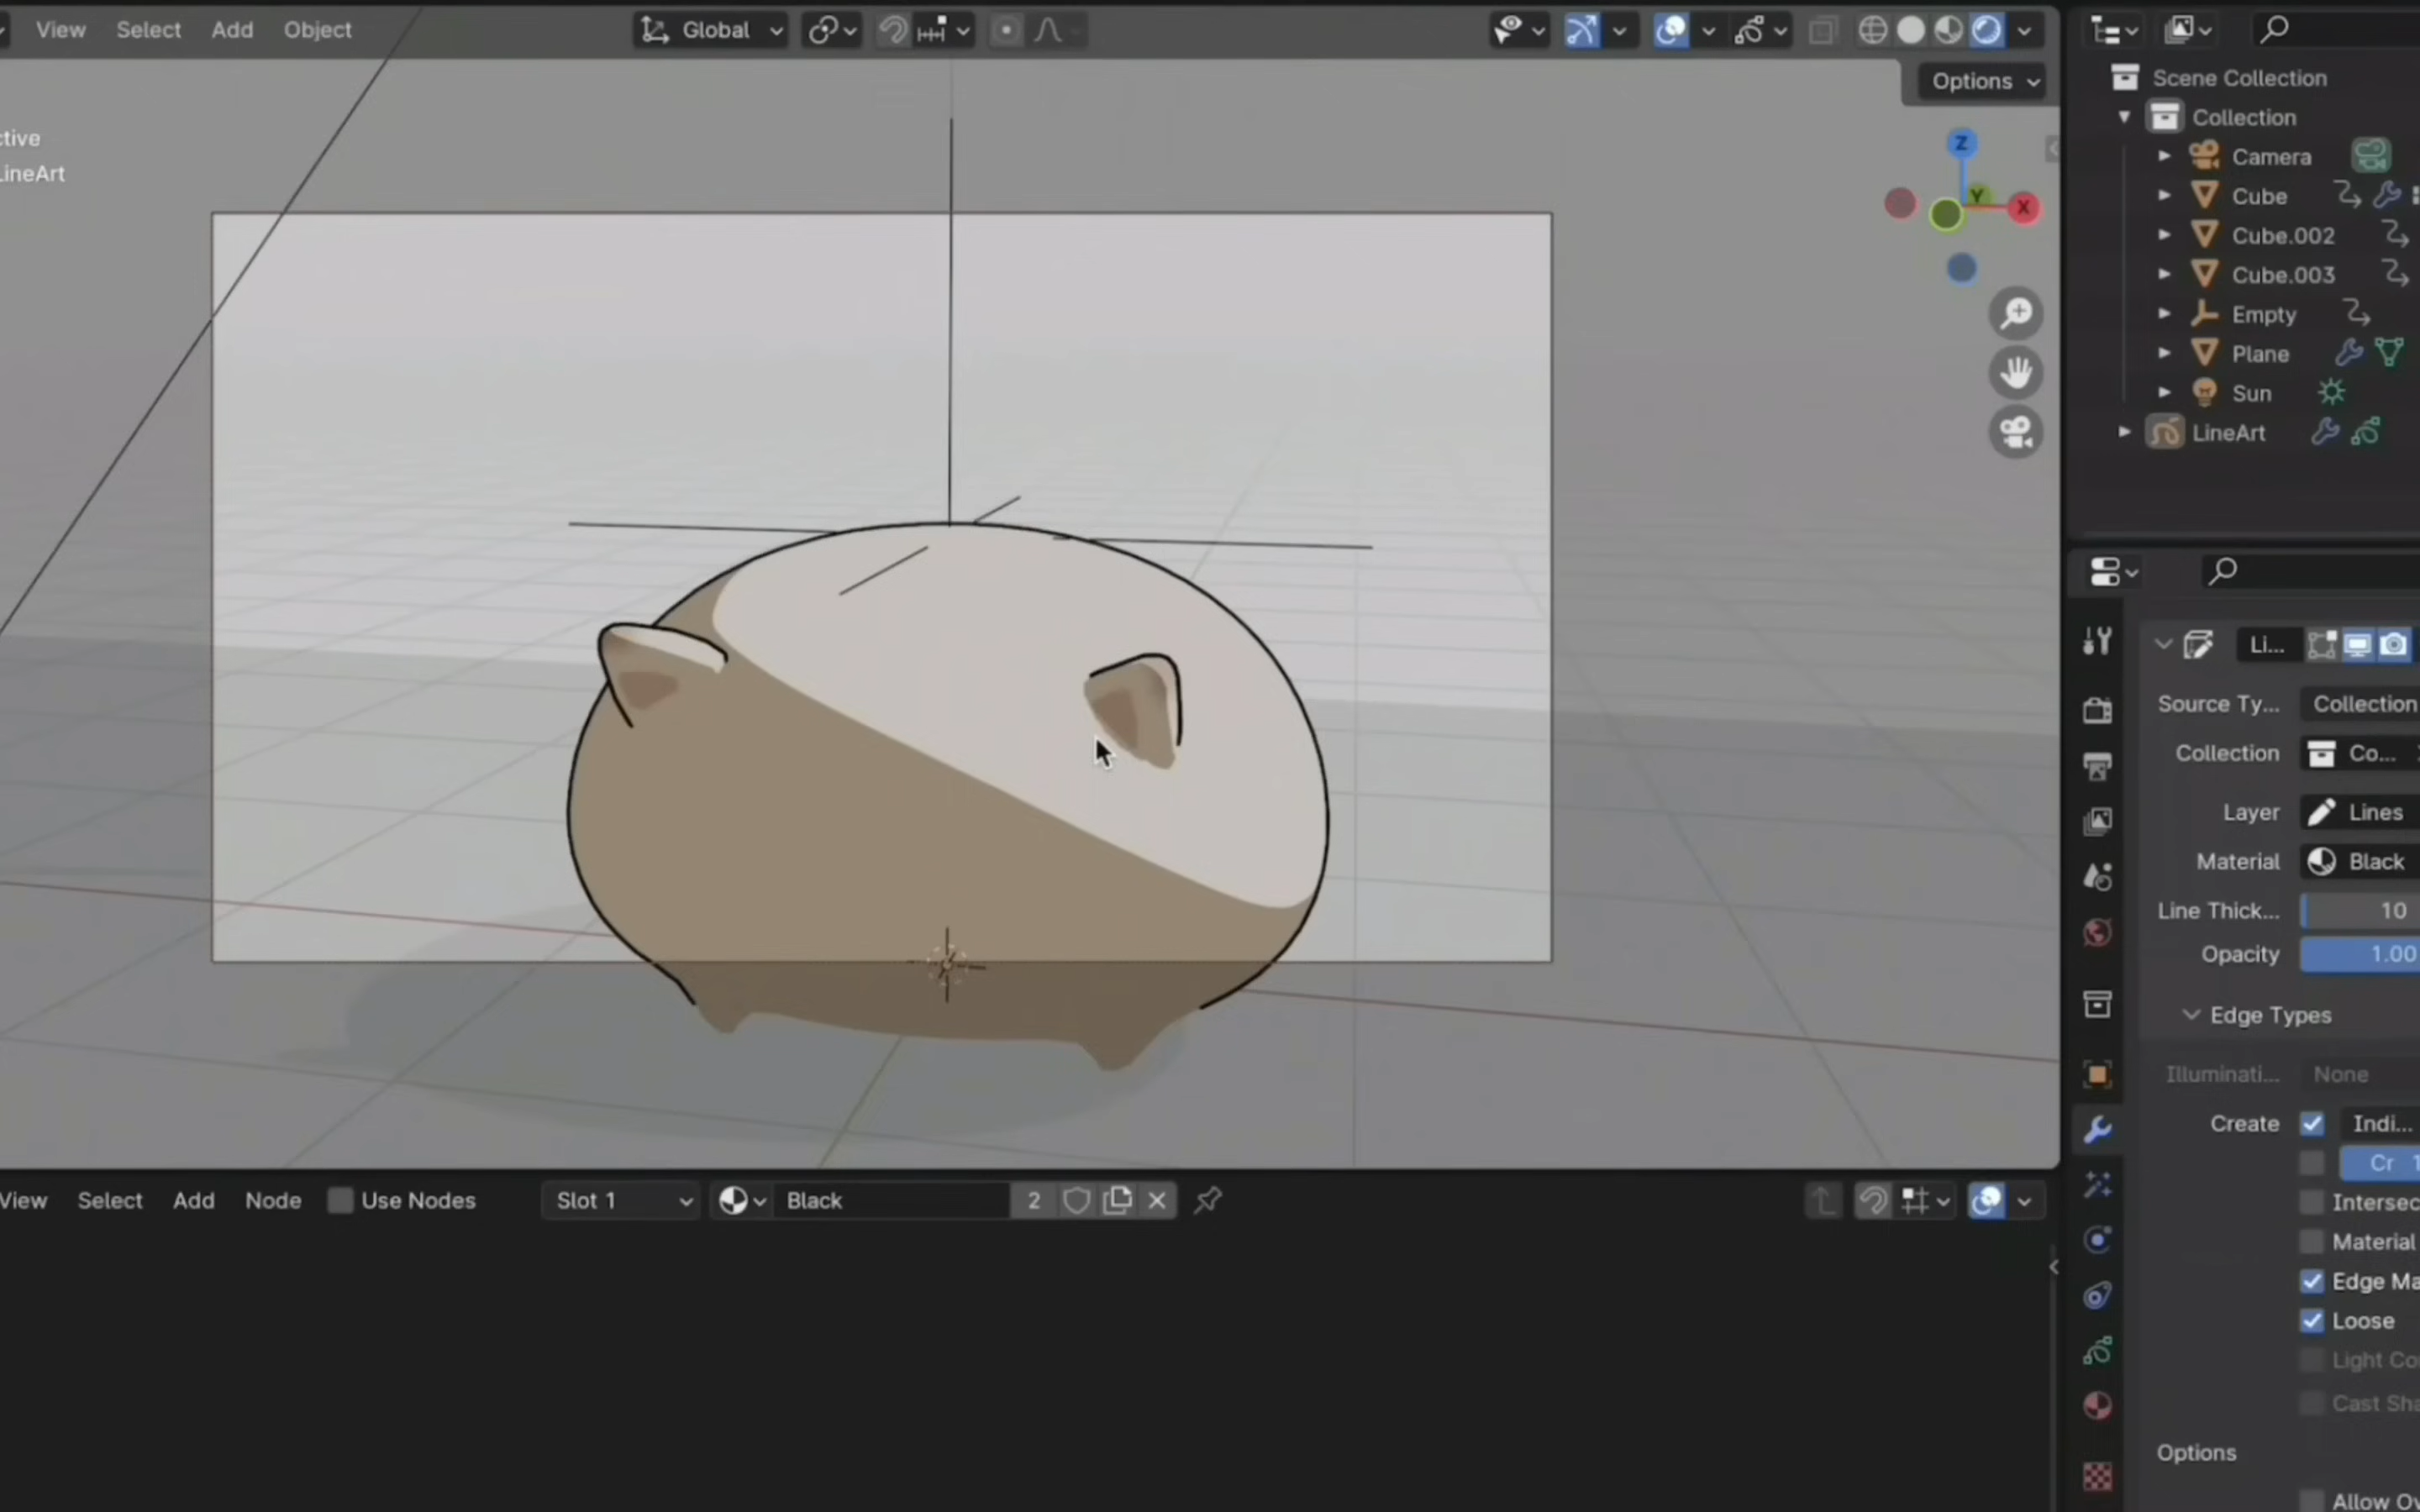 View Select Add Object Global
Options
ctive
LineArt
Z
Y
X
Scene Collection
Collection
Camera
Cube
Cube.002
Cube.003
Empty
Plane
Sun
LineArt
Li...
Source Ty... Collection
Collection Co...
Layer Lines
Material Black
Line Thick... 10
Opacity 1.00
Edge Types
Illuminati... None
Create Indi...
Cr 1
Intersec
Material
Edge Ma
Loose
Light Co
Cast Sha
Options
Allow Ov
View Select Add Node Use Nodes Slot 1 Black 2